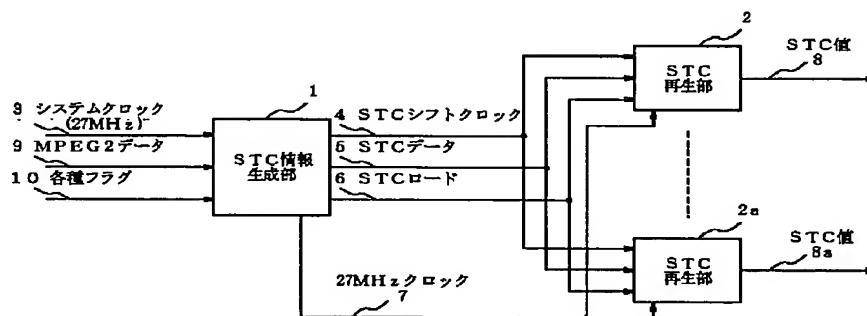 2
STC
再生部
STC値
8
9 システムクロック
(27MHz)
9 MPEG2データ
10 各種フラグ
1
STC情報
生成部
4 STCシフトクロック
5 STCデータ
6 STCロード
27MHzクロック
7
2a
STC
再生部
STC値
8a